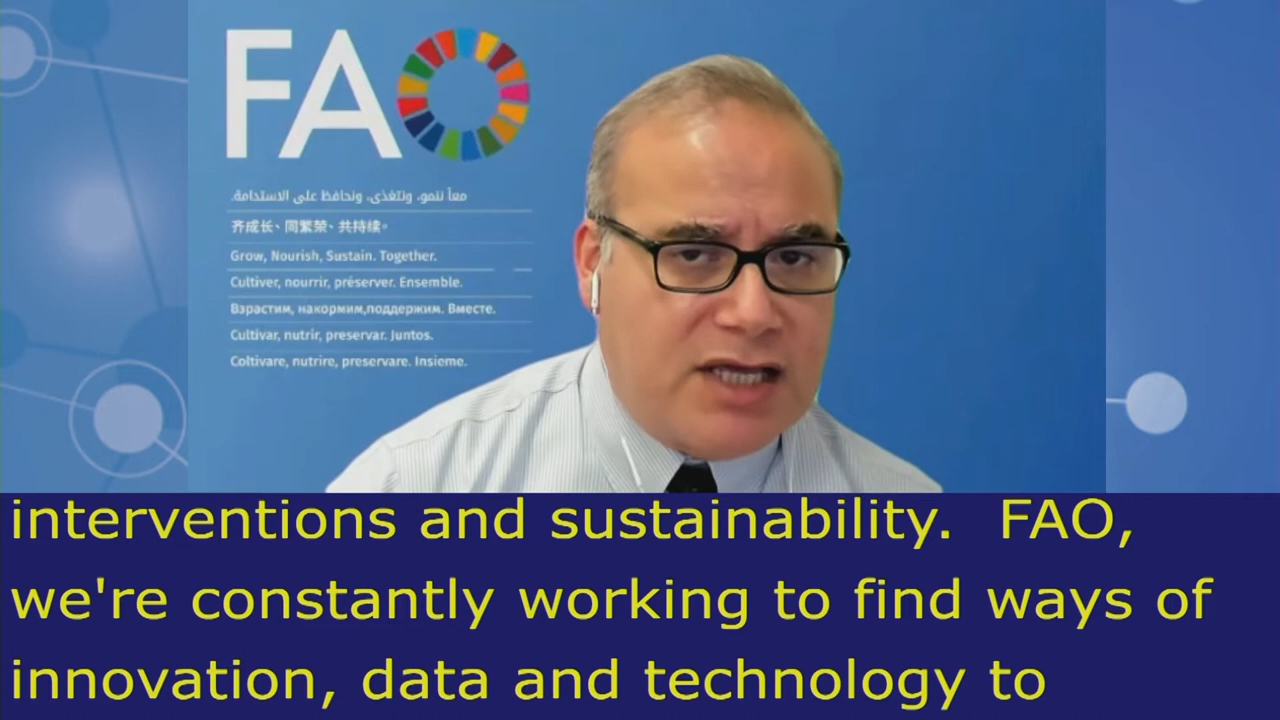 FAO
معاً ننمو، ونتغذى، ونحافظ على الاستدامة.
齐成长、同繁荣、共持续。
Grow, Nourish, Sustain. Together.
Cultiver, nourrir, préserver. Ensemble.
Взрастим, накормим,поддержим. Вместе.
Cultivar, nutrir, preservar. Juntos.
Coltivare, nutrire, preservare. Insieme.
interventions and sustainability.  FAO,
we're constantly working to find ways of
innovation, data and technology to